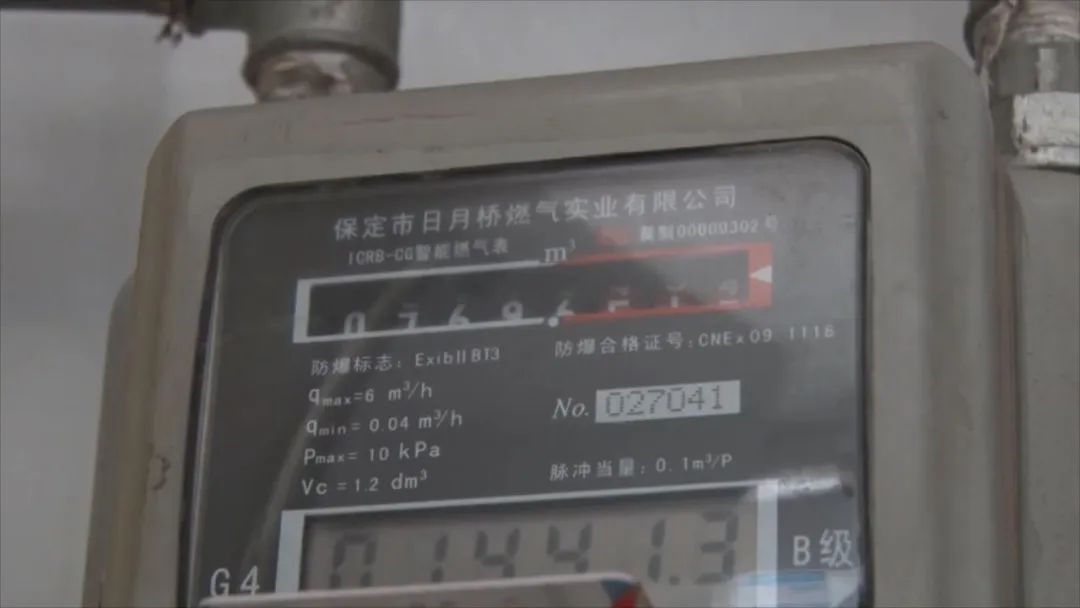 保定市日月桥燃气实业有限公司
ICRB-CG智能燃气表
m³
冀制00000302号
防爆标志：ExibIIBT3
防爆合格证号：CNEx09 1116
qmax=6 m³/h
qmin= 0.04 m³/h
No. 027041
Pmax= 10 kPa
脉冲当量：0.1m³/P
Vc =1.2 dm³
01441.3
G4
B级